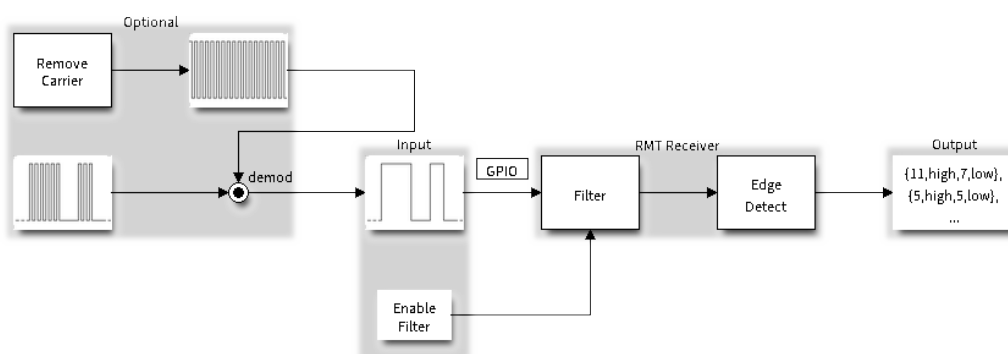 Optional
Remove
Carrier
demod
Input
GPIO
Enable
Filter
RMT Receiver
Filter
Edge
Detect
Output
{11,high,7,low},
{5,high,5,low},
...